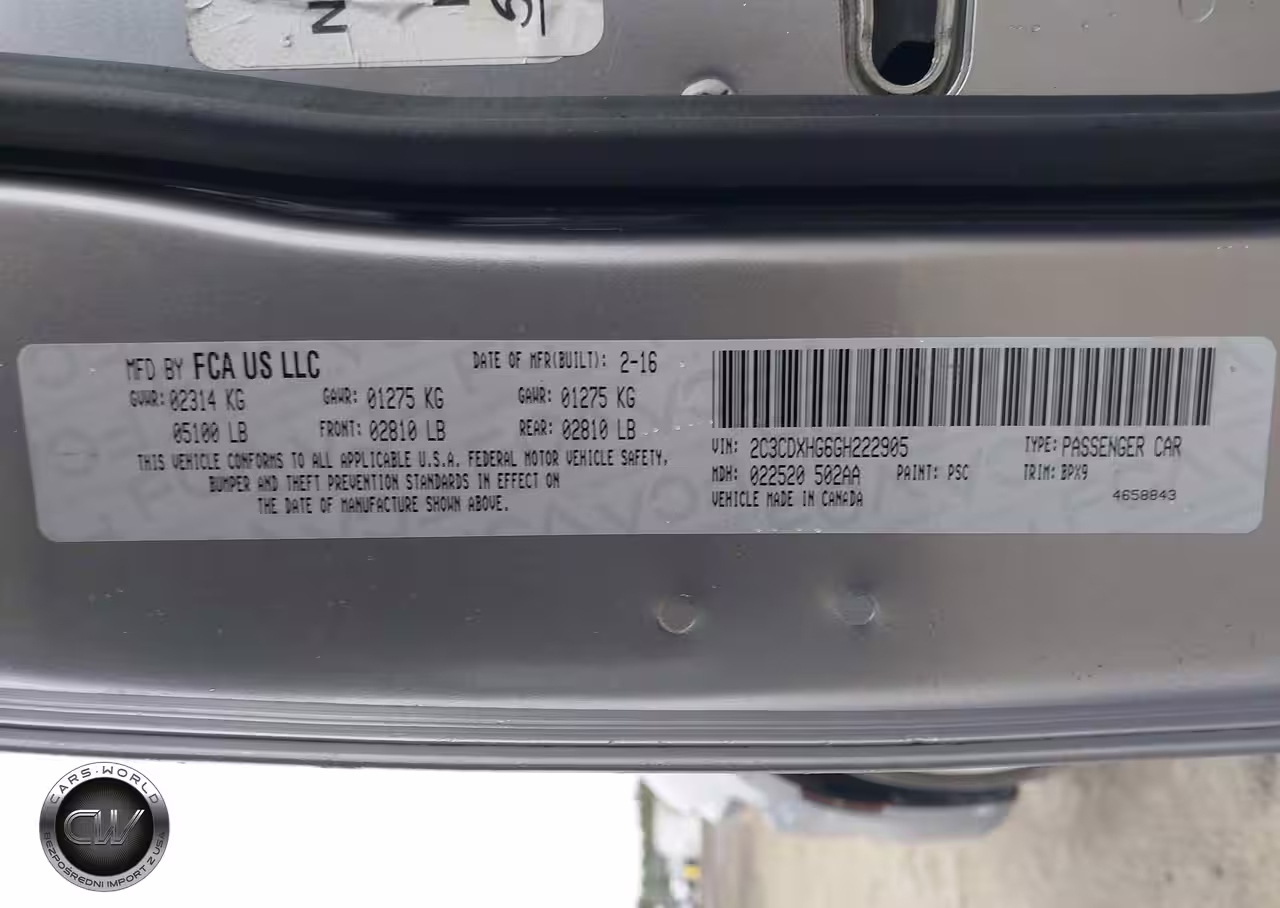 MFD BY FCA US LLC
DATE OF MFR(BUILT): 2-16
GVWR: 02314 KG
GAWR: 01275 KG
GAWR: 01275 KG
05100 LB
FRONT: 02810 LB
REAR: 02810 LB
THIS VEHICLE CONFORMS TO ALL APPLICABLE U.S.A. FEDERAL MOTOR VEHICLE SAFETY,
BUMPER AND THEFT PREVENTION STANDARDS IN EFFECT ON
THE DATE OF MANUFACTURE SHOWN ABOVE.
VIN: 2C3CDXHG6GH222905
TYPE: PASSENGER CAR
MDH: 022520 502AA
PAINT: PSC
TRIM: BPX9
VEHICLE MADE IN CANADA
4658843
CARS-WORLD
CW
BEZPOŚREDNI IMPORT Z USA